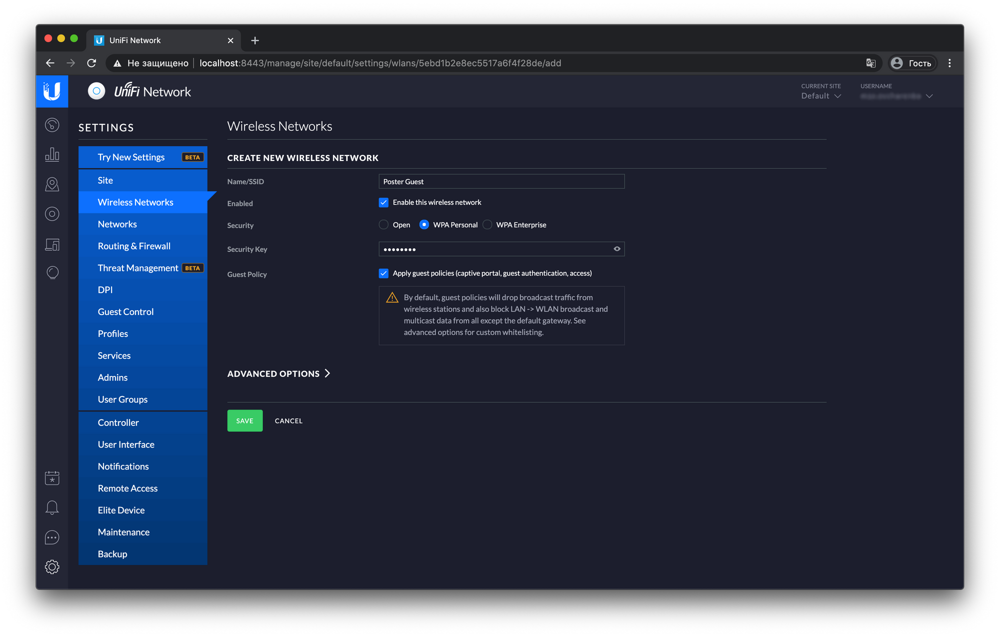 UniFi Network
Не защищено
localhost:8443/manage/site/default/settings/wlans/5ebd1b2e8ec5517a6f4f28de/add
Гость
UniFi Network
CURRENT SITE
Default
USERNAME
SETTINGS
Try New Settings BETA
Site
Wireless Networks
Networks
Routing & Firewall
Threat Management BETA
DPI
Guest Control
Profiles
Services
Admins
User Groups
Controller
User Interface
Notifications
Remote Access
Elite Device
Maintenance
Backup
Wireless Networks
CREATE NEW WIRELESS NETWORK
Name/SSID
Poster Guest
Enabled
Enable this wireless network
Security
Open WPA Personal WPA Enterprise
Security Key
••••••••
Guest Policy
Apply guest policies (captive portal, guest authentication, access)
By default, guest policies will drop broadcast traffic from
wireless stations and also block LAN -> WLAN broadcast and
multicast data from all except the default gateway. See
advanced options for custom whitelisting.
ADVANCED OPTIONS
SAVE
CANCEL